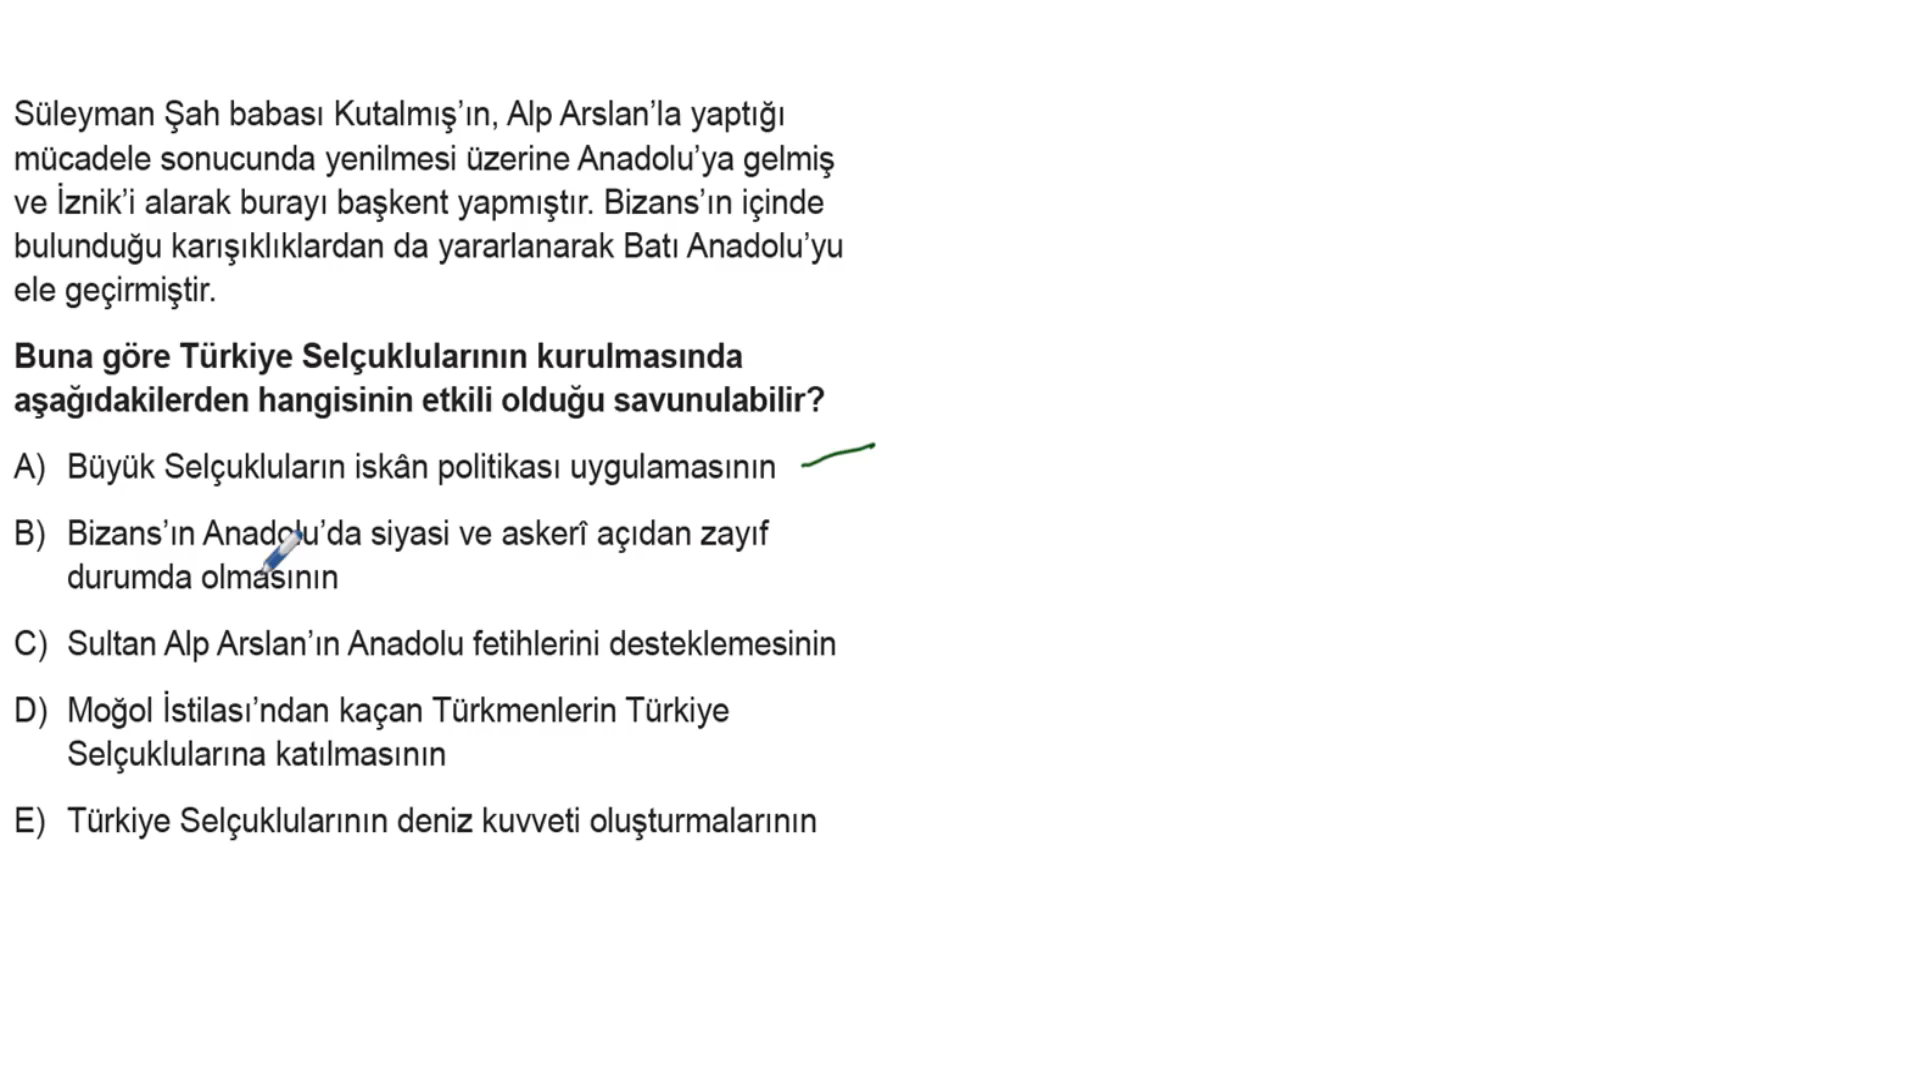 Süleyman Şah babası Kutalmış’ın, Alp Arslan’la yaptığı
mücadele sonucunda yenilmesi üzerine Anadolu’ya gelmiş
ve İznik’i alarak burayı başkent yapmıştır. Bizans’ın içinde
bulunduğu karışıklıklardan da yararlanarak Batı Anadolu’yu
ele geçirmiştir.
Buna göre Türkiye Selçuklularının kurulmasında
aşağıdakilerden hangisinin etkili olduğu savunulabilir?
A) Büyük Selçukluların iskân politikası uygulamasının
B) Bizans’ın Anadolu’da siyasi ve askerî açıdan zayıf
durumda olmasının
C) Sultan Alp Arslan’ın Anadolu fetihlerini desteklemesinin
D) Moğol İstilası’ndan kaçan Türkmenlerin Türkiye
Selçuklularına katılmasının
E) Türkiye Selçuklularının deniz kuvveti oluşturmalarının